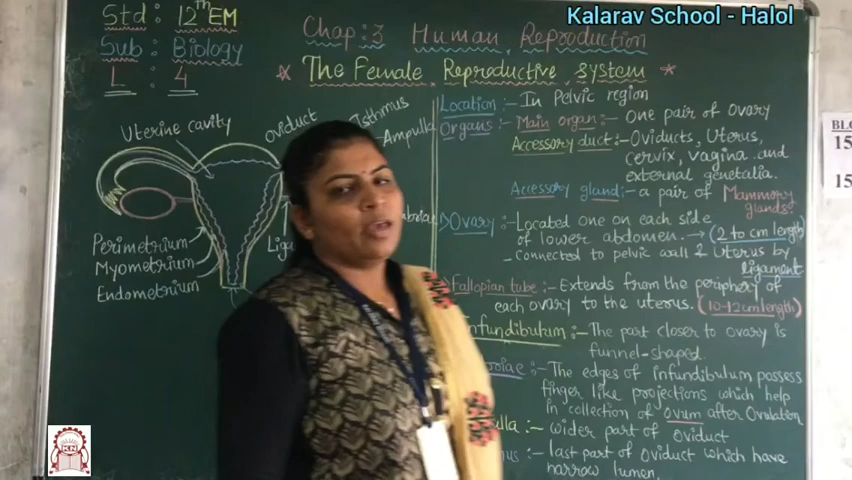 Kalarav School - Halol
Std : 12th EM
Sub : Biology
L : 4
Chap : 3 Human Reproduction
* The Female Reproductive system *
Uterine cavity
oviduct
Isthmus
Ampulla
Perimetrium
Myometrium
Endometrium
Location :- In Pelvic region
Organs :- Main organ :- One pair of ovary
Accessory duct :- Oviducts, Uterus,
cervix, vagina and
external genetalia.
Accessory gland :- a pair of Mammary
glands.
Ovary :- Located one on each side
of lower abdomen. → (2 to cm length)
- connected to pelvic wall & Uterus by
ligament
Fallopian tube :- Extends from the periphery of
each ovary to the uterus. (10-12 cm length)
Infundibulum :- The part closer to ovary is
funnel-shaped.
:- The edges of Infundibulum possess
finger like projections which help
in collection of Ovum after Ovulation
:- wider part of oviduct
:- last part of oviduct which have
narrow lumen.
15
15
KN